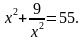 x² + 9/x² = 55.